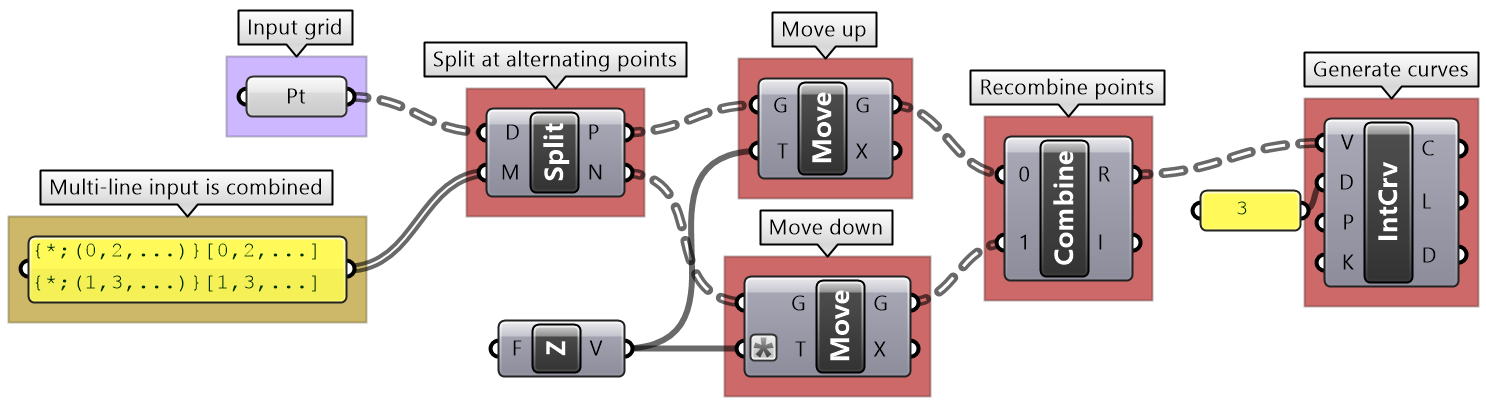 Input grid
Pt
Multi-line input is combined
{*;(0,2,...)}[0,2,...]
{*;(1,3,...)}[1,3,...]
Split at alternating points
D
M
Split
P
N
F
Z
V
Move up
G
T
Move
G
X
Move down
G
T
Move
G
X
Recombine points
0
1
Combine
R
I
3
Generate curves
V
D
P
K
IntCrv
C
L
D